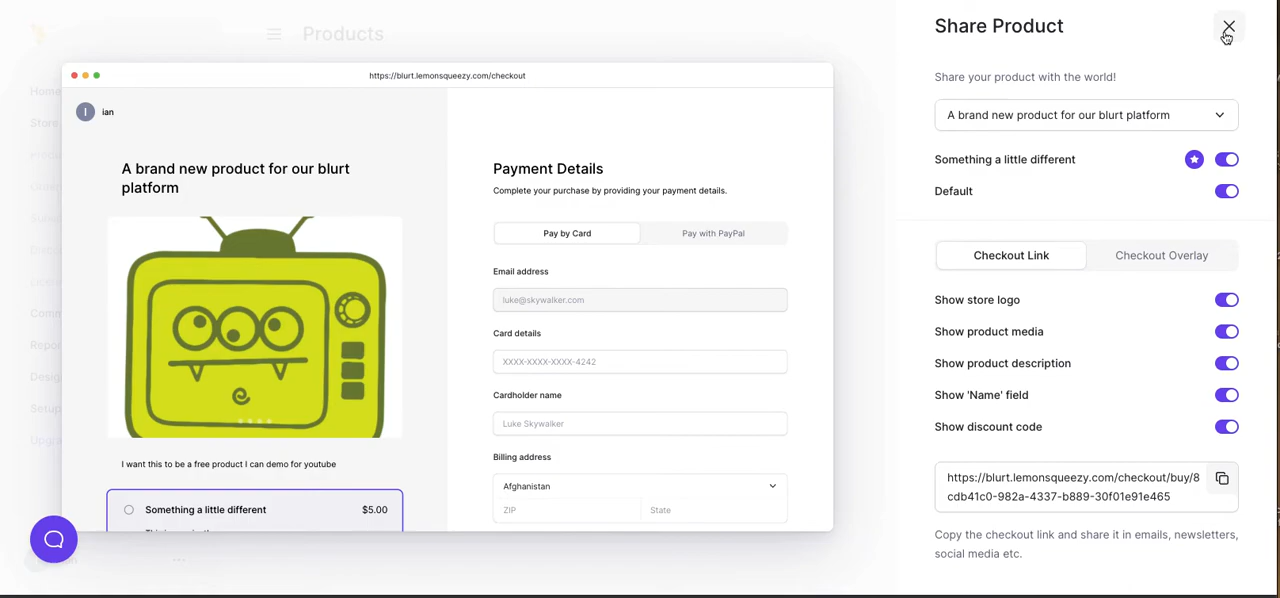 Products
Home
Store
https://blurt.lemonsqueezy.com/checkout
I ian
A brand new product for our blurt
platform
I want this to be a free product I can demo for youtube
Something a little different $5.00
Payment Details
Complete your purchase by providing your payment details.
Pay by Card Pay with PayPal
Email address
luke@skywalker.com
Card details
XXXX-XXXX-XXXX-4242
Cardholder name
Luke Skywalker
Billing address
Afghanistan
ZIP State
Share Product
Share your product with the world!
A brand new product for our blurt platform
Something a little different
Default
Checkout Link Checkout Overlay
Show store logo
Show product media
Show product description
Show 'Name' field
Show discount code
https://blurt.lemonsqueezy.com/checkout/buy/8
cdb41c0-982a-4337-b889-30f01e91e465
Copy the checkout link and share it in emails, newsletters,
social media etc.